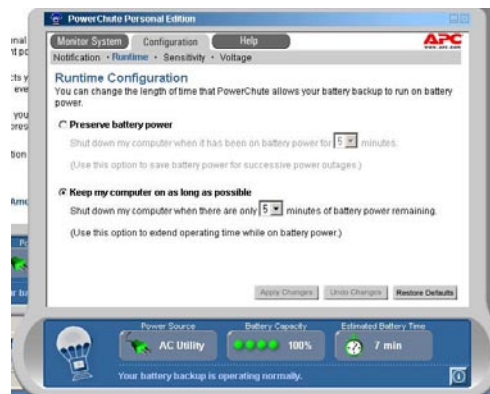 PowerChute Personal Edition
Monitor System Configuration Help
APC
Notification • Runtime • Sensitivity • Voltage
Runtime Configuration
You can change the length of time that PowerChute allows your battery backup to run on battery
power.
Preserve battery power
Shut down my computer when it has been on battery power for 5 minutes.
(Use this option to save battery power for successive power outages.)
Keep my computer on as long as possible
Shut down my computer when there are only 5 minutes of battery power remaining.
(Use this option to extend operating time while on battery power.)
Apply Changes Undo Changes Restore Defaults
Power Source Battery Capacity Estimated Battery Time
AC Utility 100% 7 min
Your battery backup is operating normally.